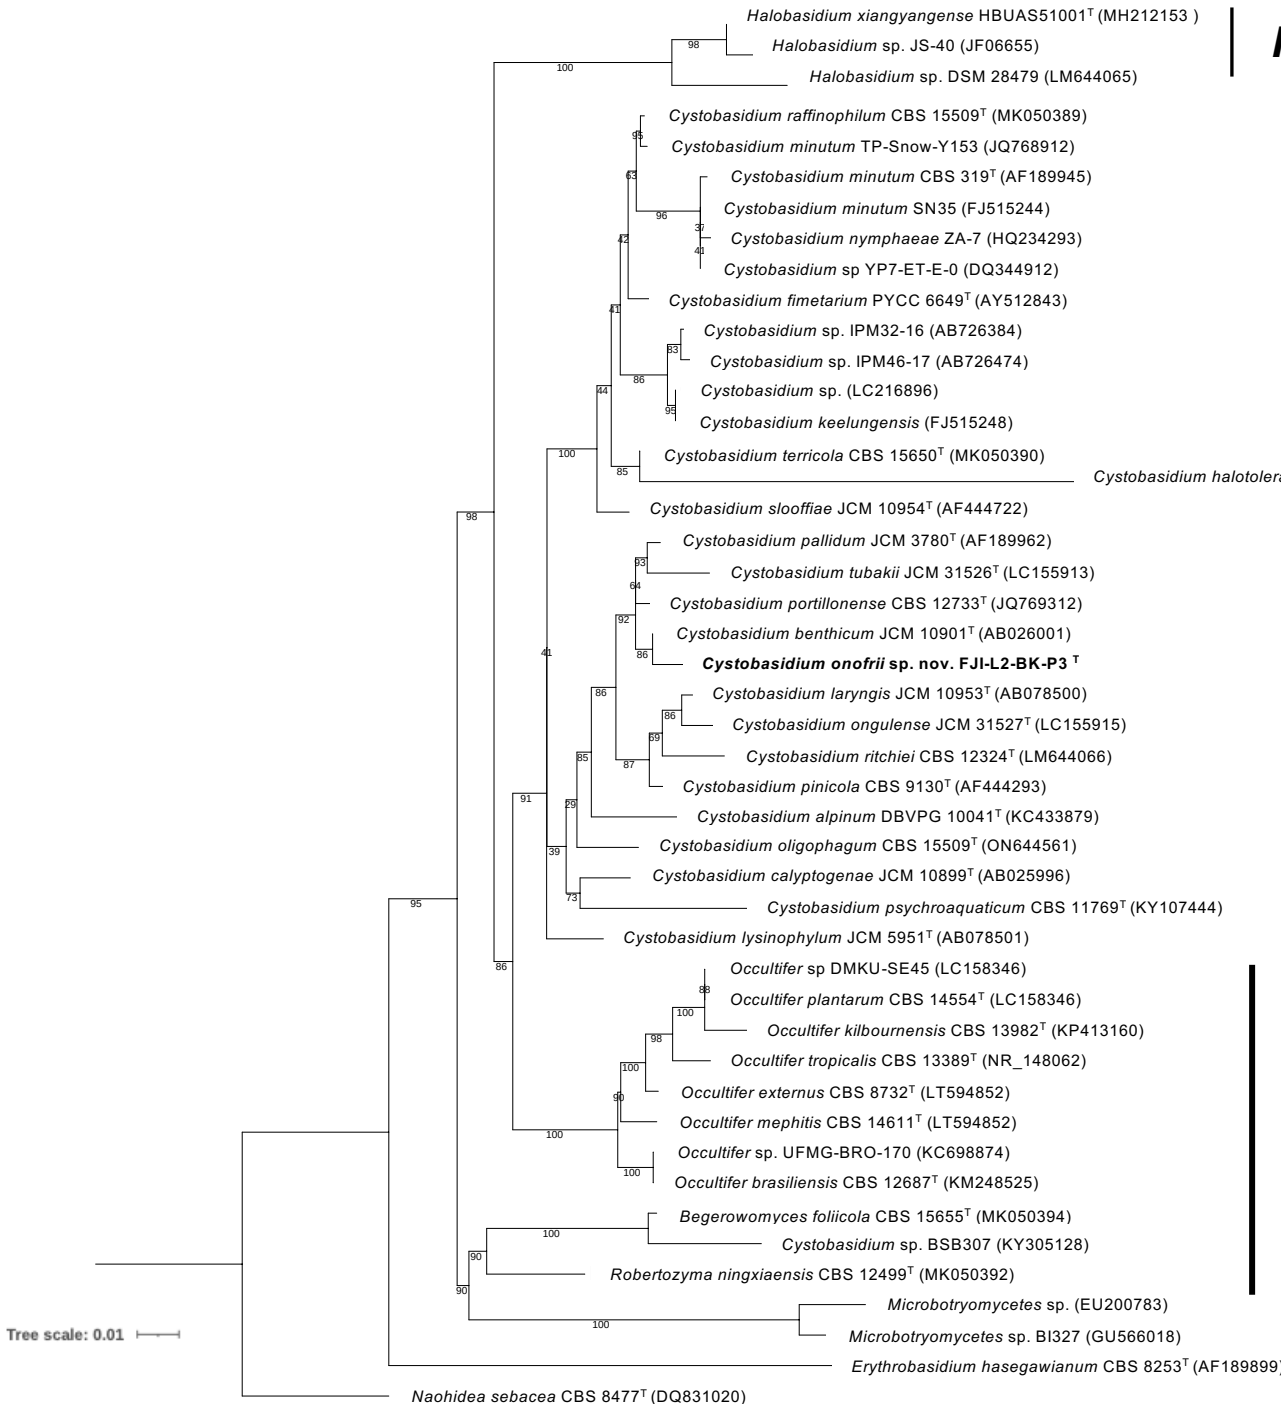 Halobasidium xiangyangense HBUAS51001ᵀ (MH212153 )
98
Halobasidium sp. JS-40 (JF06655)
100
Halobasidium sp. DSM 28479 (LM644065)
Cystobasidium raffinophilum CBS 15509ᵀ (MK050389)
95
Cystobasidium minutum TP-Snow-Y153 (JQ768912)
63
Cystobasidium minutum CBS 319ᵀ (AF189945)
96
Cystobasidium minutum SN35 (FJ515244)
37
Cystobasidium nymphaeae ZA-7 (HQ234293)
42
41
Cystobasidium sp YP7-ET-E-0 (DQ344912)
Cystobasidium fimetarium PYCC 6649ᵀ (AY512843)
41
Cystobasidium sp. IPM32-16 (AB726384)
83
Cystobasidium sp. IPM46-17 (AB726474)
86
Cystobasidium sp. (LC216896)
44
95
Cystobasidium keelungensis (FJ515248)
100
Cystobasidium terricola CBS 15650ᵀ (MK050390)
85
Cystobasidium halotolera
Cystobasidium slooffiae JCM 10954ᵀ (AF444722)
98
Cystobasidium pallidum JCM 3780ᵀ (AF189962)
93
Cystobasidium tubakii JCM 31526ᵀ (LC155913)
64
Cystobasidium portillonense CBS 12733ᵀ (JQ769312)
92
Cystobasidium benthicum JCM 10901ᵀ (AB026001)
41
86
Cystobasidium onofrii sp. nov. FJI-L2-BK-P3 ᵀ
86
Cystobasidium laryngis JCM 10953ᵀ (AB078500)
86
Cystobasidium ongulense JCM 31527ᵀ (LC155915)
69
Cystobasidium ritchiei CBS 12324ᵀ (LM644066)
85
87
Cystobasidium pinicola CBS 9130ᵀ (AF444293)
91
29
Cystobasidium alpinum DBVPG 10041ᵀ (KC433879)
39
Cystobasidium oligophagum CBS 15509ᵀ (ON644561)
Cystobasidium calyptogenae JCM 10899ᵀ (AB025996)
73
Cystobasidium psychroaquaticum CBS 11769ᵀ (KY107444)
95
Cystobasidium lysinophylum JCM 5951ᵀ (AB078501)
86
Occultifer sp DMKU-SE45 (LC158346)
88
Occultifer plantarum CBS 14554ᵀ (LC158346)
100
Occultifer kilbournensis CBS 13982ᵀ (KP413160)
98
Occultifer tropicalis CBS 13389ᵀ (NR_148062)
100
Occultifer externus CBS 8732ᵀ (LT594852)
90
Occultifer mephitis CBS 14611ᵀ (LT594852)
100
Occultifer sp. UFMG-BRO-170 (KC698874)
100
Occultifer brasiliensis CBS 12687ᵀ (KM248525)
Begerowomyces foliicola CBS 15655ᵀ (MK050394)
100
Cystobasidium sp. BSB307 (KY305128)
90
Robertozyma ningxiaensis CBS 12499ᵀ (MK050392)
90
Microbotryomycetes sp. (EU200783)
100
Tree scale: 0.01
Microbotryomycetes sp. BI327 (GU566018)
Erythrobasidium hasegawianum CBS 8253ᵀ (AF189899)
Naohidea sebacea CBS 8477ᵀ (DQ831020)